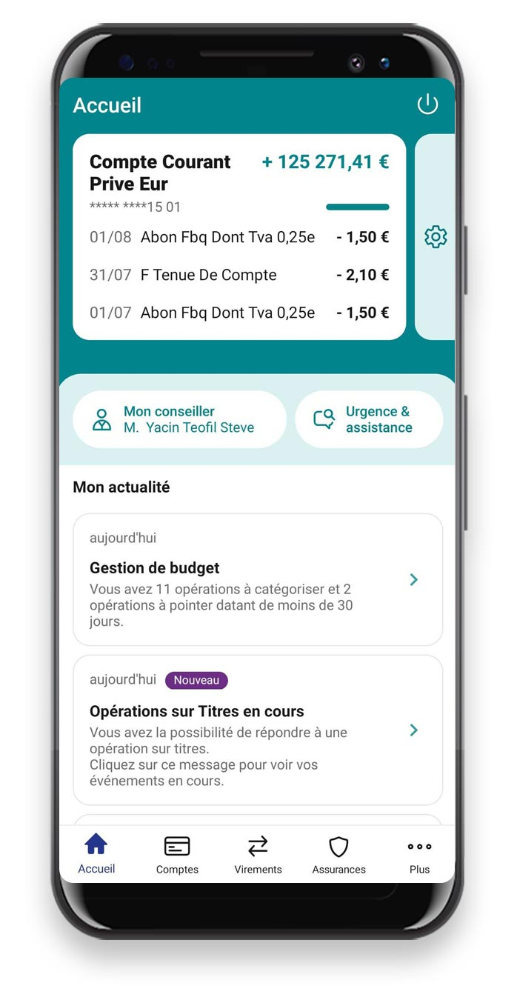 Accueil
Compte Courant
Prive Eur
+ 125 271,41 €
***** ****15 01
01/08 Abon Fbq Dont Tva 0,25e - 1,50 €
31/07 F Tenue De Compte - 2,10 €
01/07 Abon Fbq Dont Tva 0,25e - 1,50 €
Mon conseiller
M. Yacin Teofil Steve
Urgence &
assistance
Mon actualité
aujourd'hui
Gestion de budget
Vous avez 11 opérations à catégoriser et 2
opérations à pointer datant de moins de 30
jours.
aujourd'hui Nouveau
Opérations sur Titres en cours
Vous avez la possibilité de répondre à une
opération sur titres.
Cliquez sur ce message pour voir vos
événements en cours.
Accueil Comptes Virements Assurances Plus